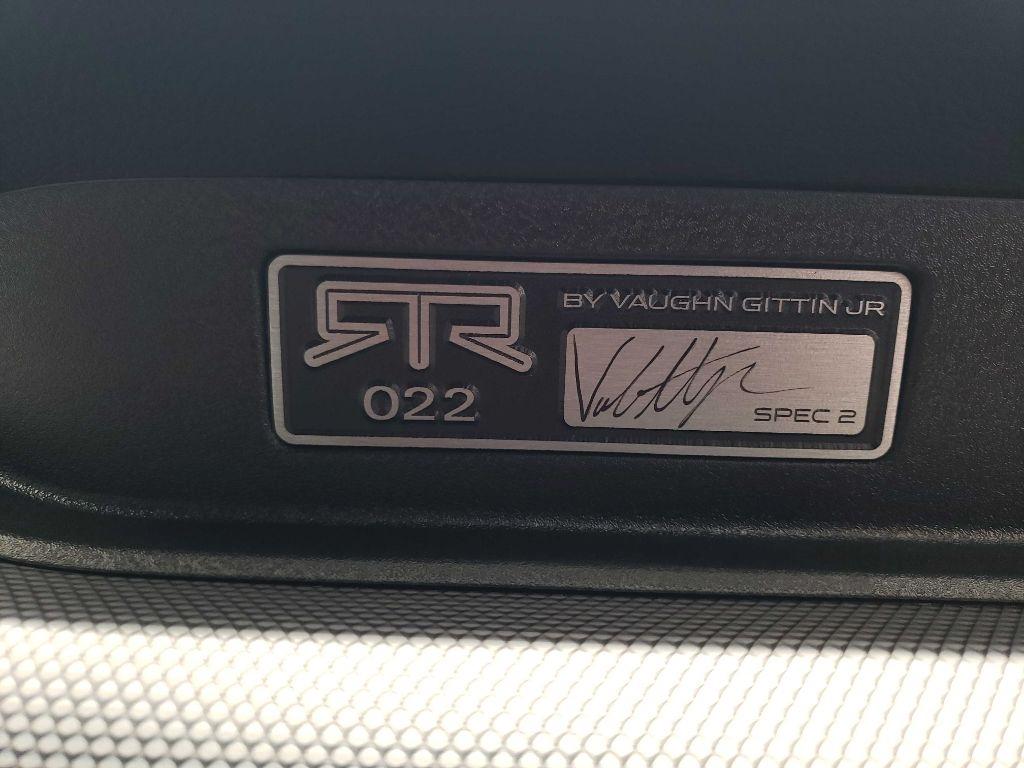 RTR
022
BY VAUGHN GITTIN JR
SPEC 2